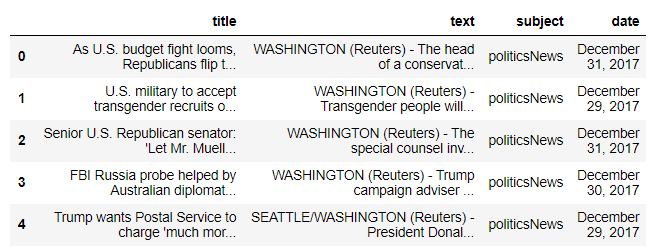 title text subject date
0 As U.S. budget fight looms, Republicans flip t... WASHINGTON (Reuters) - The head of a conservat... politicsNews December 31, 2017
1 U.S. military to accept transgender recruits o... WASHINGTON (Reuters) - Transgender people will... politicsNews December 29, 2017
2 Senior U.S. Republican senator: 'Let Mr. Muell... WASHINGTON (Reuters) - The special counsel inv... politicsNews December 31, 2017
3 FBI Russia probe helped by Australian diplomat... WASHINGTON (Reuters) - Trump campaign adviser ... politicsNews December 30, 2017
4 Trump wants Postal Service to charge 'much mor... SEATTLE/WASHINGTON (Reuters) - President Donal... politicsNews December 29, 2017